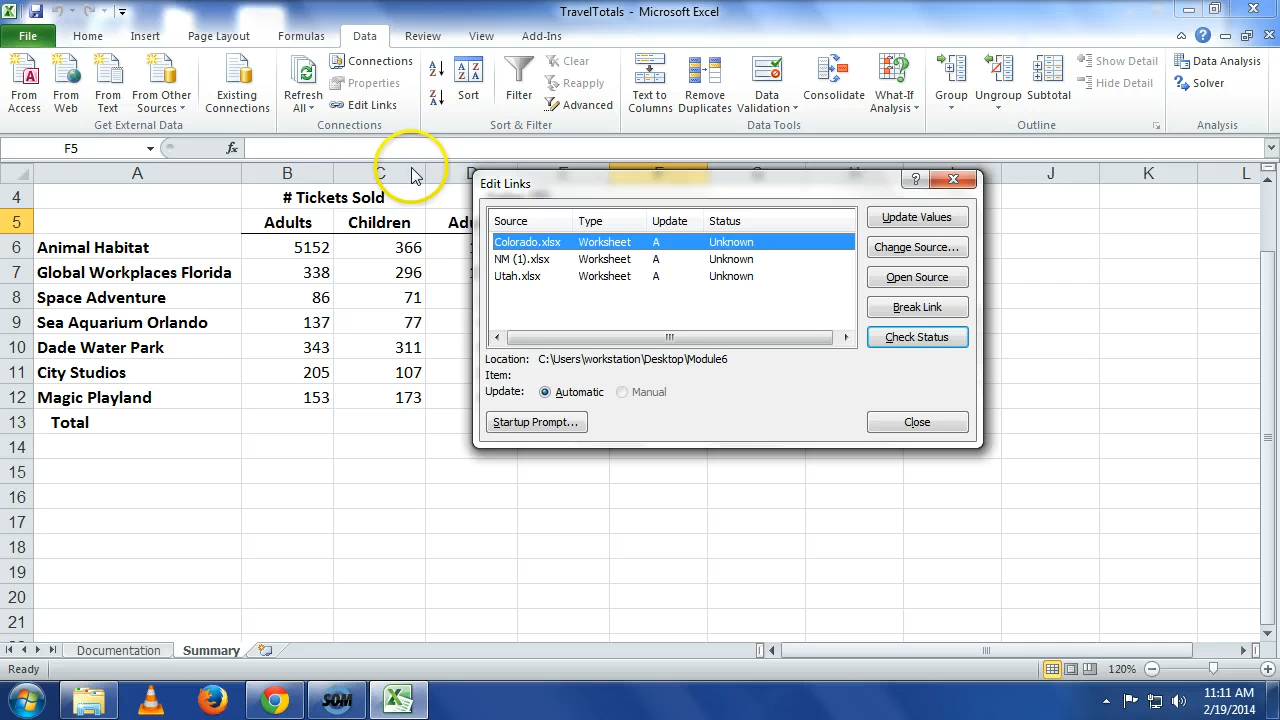 TravelTotals - Microsoft Excel
File Home Insert Page Layout Formulas Data Review View Add-Ins
From Access
From Web
From Text
From Other Sources
Existing Connections
Get External Data
Refresh All
Connections
Properties
Edit Links
Connections
Sort
Filter
Clear
Reapply
Advanced
Sort & Filter
Text to Columns
Remove Duplicates
Data Validation
Consolidate
What-If Analysis
Data Tools
Group
Ungroup
Subtotal
Show Detail
Hide Detail
Outline
Data Analysis
Solver
Analysis
F5 fx
A B C J K L
4 # Tickets Sold
5 Adults Children
6 Animal Habitat 5152 366
7 Global Workplaces Florida 338 296
8 Space Adventure 86 71
9 Sea Aquarium Orlando 137 77
10 Dade Water Park 343 311
11 City Studios 205 107
12 Magic Playland 153 173
13 Total
14
15
16
17
18
19
20
21
Edit Links
Source Type Update Status
Colorado.xlsx Worksheet A Unknown
NM (1).xlsx Worksheet A Unknown
Utah.xlsx Worksheet A Unknown
Update Values
Change Source...
Open Source
Break Link
Check Status
Location: C:\Users\workstation\Desktop\Module6
Item:
Update: Automatic Manual
Startup Prompt... Close
Documentation Summary
Ready 120%
SOM
11:11 AM
2/19/2014